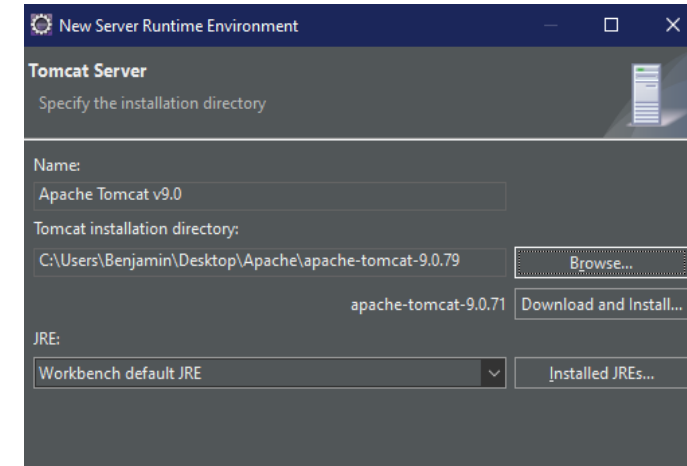 New Server Runtime Environment
Tomcat Server
Specify the installation directory
Name:
Apache Tomcat v9.0
Tomcat installation directory:
C:\Users\Benjamin\Desktop\Apache\apache-tomcat-9.0.79 Browse...
apache-tomcat-9.0.71 Download and Install...
JRE:
Workbench default JRE Installed JREs...